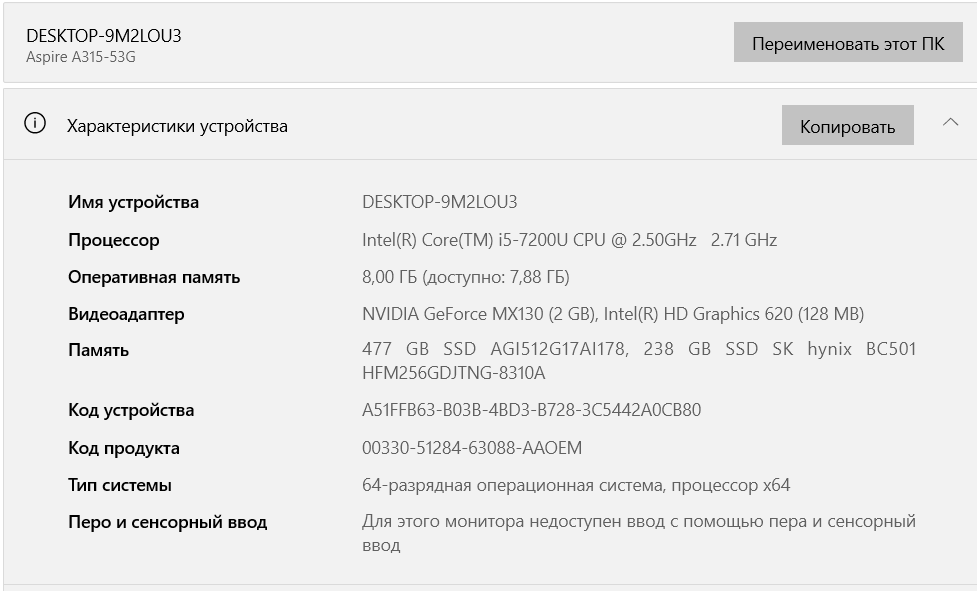 DESKTOP-9M2LOU3
Aspire A315-53G
Переименовать этот ПК
Характеристики устройства
Копировать
Имя устройства DESKTOP-9M2LOU3
Процессор Intel(R) Core(TM) i5-7200U CPU @ 2.50GHz 2.71 GHz
Оперативная память 8,00 ГБ (доступно: 7,88 ГБ)
Видеоадаптер NVIDIA GeForce MX130 (2 GB), Intel(R) HD Graphics 620 (128 MB)
Память 477 GB SSD AGI512G17AI178, 238 GB SSD SK hynix BC501
HFM256GDJTNG-8310A
Код устройства A51FFB63-B03B-4BD3-B728-3C5442A0CB80
Код продукта 00330-51284-63088-AAOEM
Тип системы 64-разрядная операционная система, процессор x64
Перо и сенсорный ввод Для этого монитора недоступен ввод с помощью пера и сенсорный
ввод